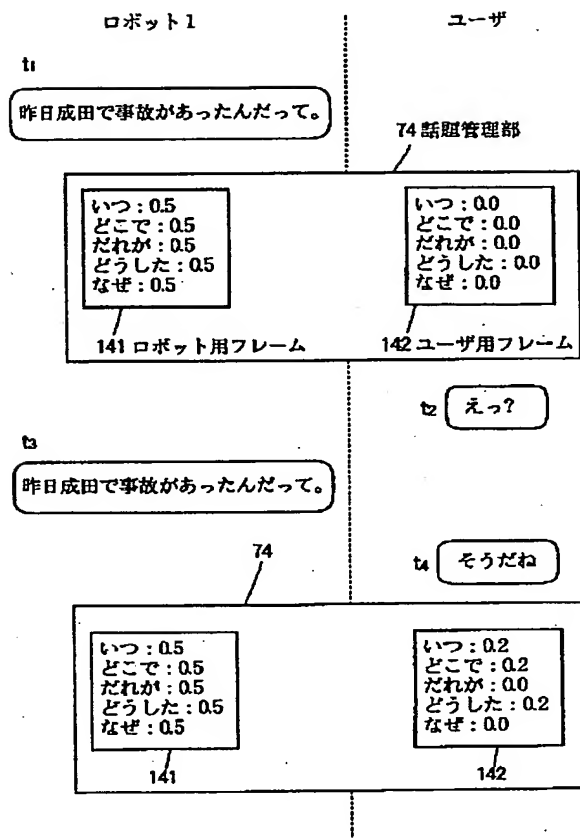 ロボット1
ユーザ
t1
昨日成田で事故があったんだって。
74 話題管理部
いつ：0.5
どこで：0.5
だれが：0.5
どうした：0.5
なぜ：0.5
141 ロボット用フレーム
いつ：0.0
どこで：0.0
だれが：0.0
どうした：0.0
なぜ：0.0
142 ユーザ用フレーム
t2 えっ？
t3
昨日成田で事故があったんだって。
74
t4 そうだね
いつ：0.5
どこで：0.5
だれが：0.5
どうした：0.5
なぜ：0.5
141
いつ：0.2
どこで：0.2
だれが：0.0
どうした：0.2
なぜ：0.0
142